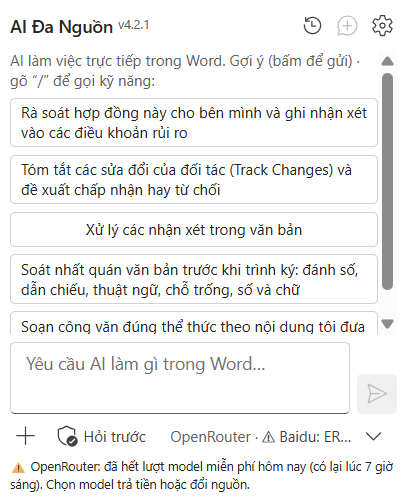 AI Đa Nguồn v4.2.1
AI làm việc trực tiếp trong Word. Gợi ý (bấm để gửi) ·
gõ “/” để gọi kỹ năng:
Rà soát hợp đồng này cho bên mình và ghi nhận xét
vào các điều khoản rủi ro
Tóm tắt các sửa đổi của đối tác (Track Changes) và
đề xuất chấp nhận hay từ chối
Xử lý các nhận xét trong văn bản
Soát nhất quán văn bản trước khi trình ký: đánh số,
dẫn chiếu, thuật ngữ, chỗ trống, số và chữ
Soạn công văn đúng thể thức theo nội dung tôi đưa
Yêu cầu AI làm gì trong Word...
Hỏi trước OpenRouter · ⚠ Baidu: ER...
⚠ OpenRouter: đã hết lượt model miễn phí hôm nay (có lại lúc 7 giờ
sáng). Chọn model trả tiền hoặc đổi nguồn.